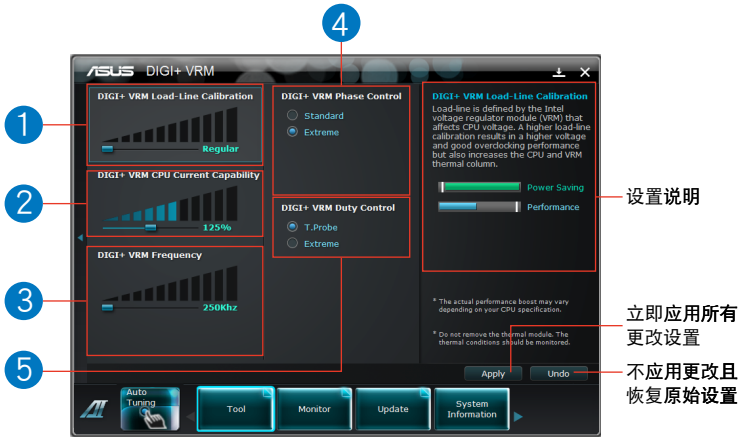 4
ASUS DIGI+ VRM
1
DIGI+ VRM Load-Line Calibration
Regular
2
DIGI+ VRM CPU Current Capability
125%
3
DIGI+ VRM Frequency
250Khz
DIGI+ VRM Phase Control
Standard
Extreme
DIGI+ VRM Duty Control
T.Probe
Extreme
5
DIGI+ VRM Load-Line Calibration
Load-line is defined by the Intel
voltage regulator module (VRM) that
affects CPU voltage. A higher load-line
calibration results in a higher voltage
and good overclocking performance
but also increases the CPU and VRM
thermal column.
Power Saving
Performance
设置说明
* The actual performance boost may vary
depending on your CPU specification.
* Do not remove the thermal module. The
thermal conditions should be monitored.
立即应用所有
更改设置
Apply
Undo
不应用更改且
恢复原始设置
Auto
Tuning
Tool
Monitor
Update
System
Information